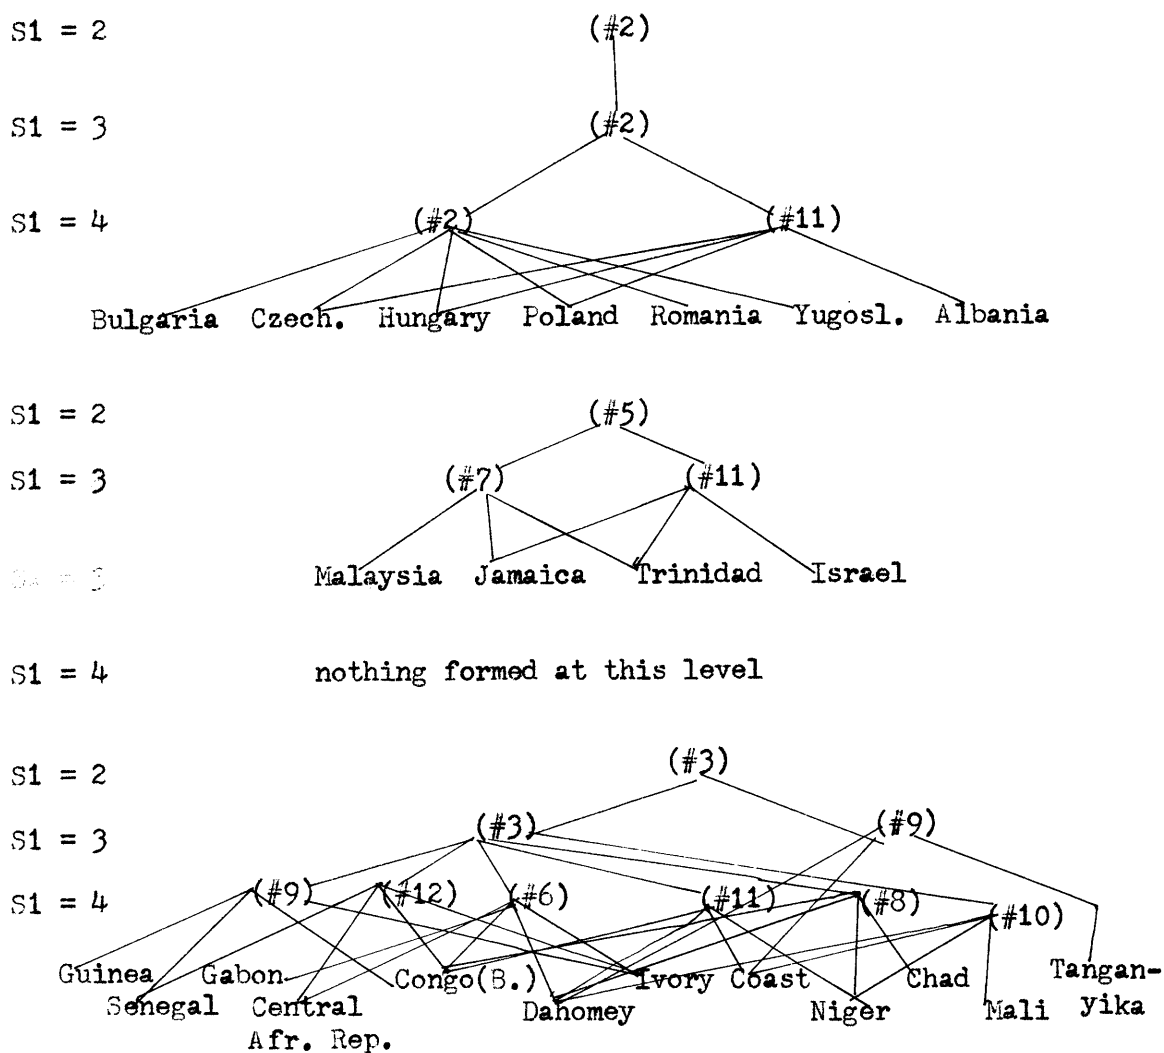 S1 = 2 (#2)
S1 = 3 (#2)
S1 = 4 (#2) (#11)
Bulgaria Czech. Hungary Poland Romania Yugosl. Albania
S1 = 2 (#5)
S1 = 3 (#7) (#11)
Malaysia Jamaica Trinidad Israel
S1 = 4 nothing formed at this level
S1 = 2 (#3)
S1 = 3 (#3) (#9)
S1 = 4 (#9) (#12) (#6) (#11) (#8) (#10)
Guinea Gabon Congo(B.) Ivory Coast Chad Tangan-
Senegal Central Dahomey Niger Mali yika
Afr. Rep.